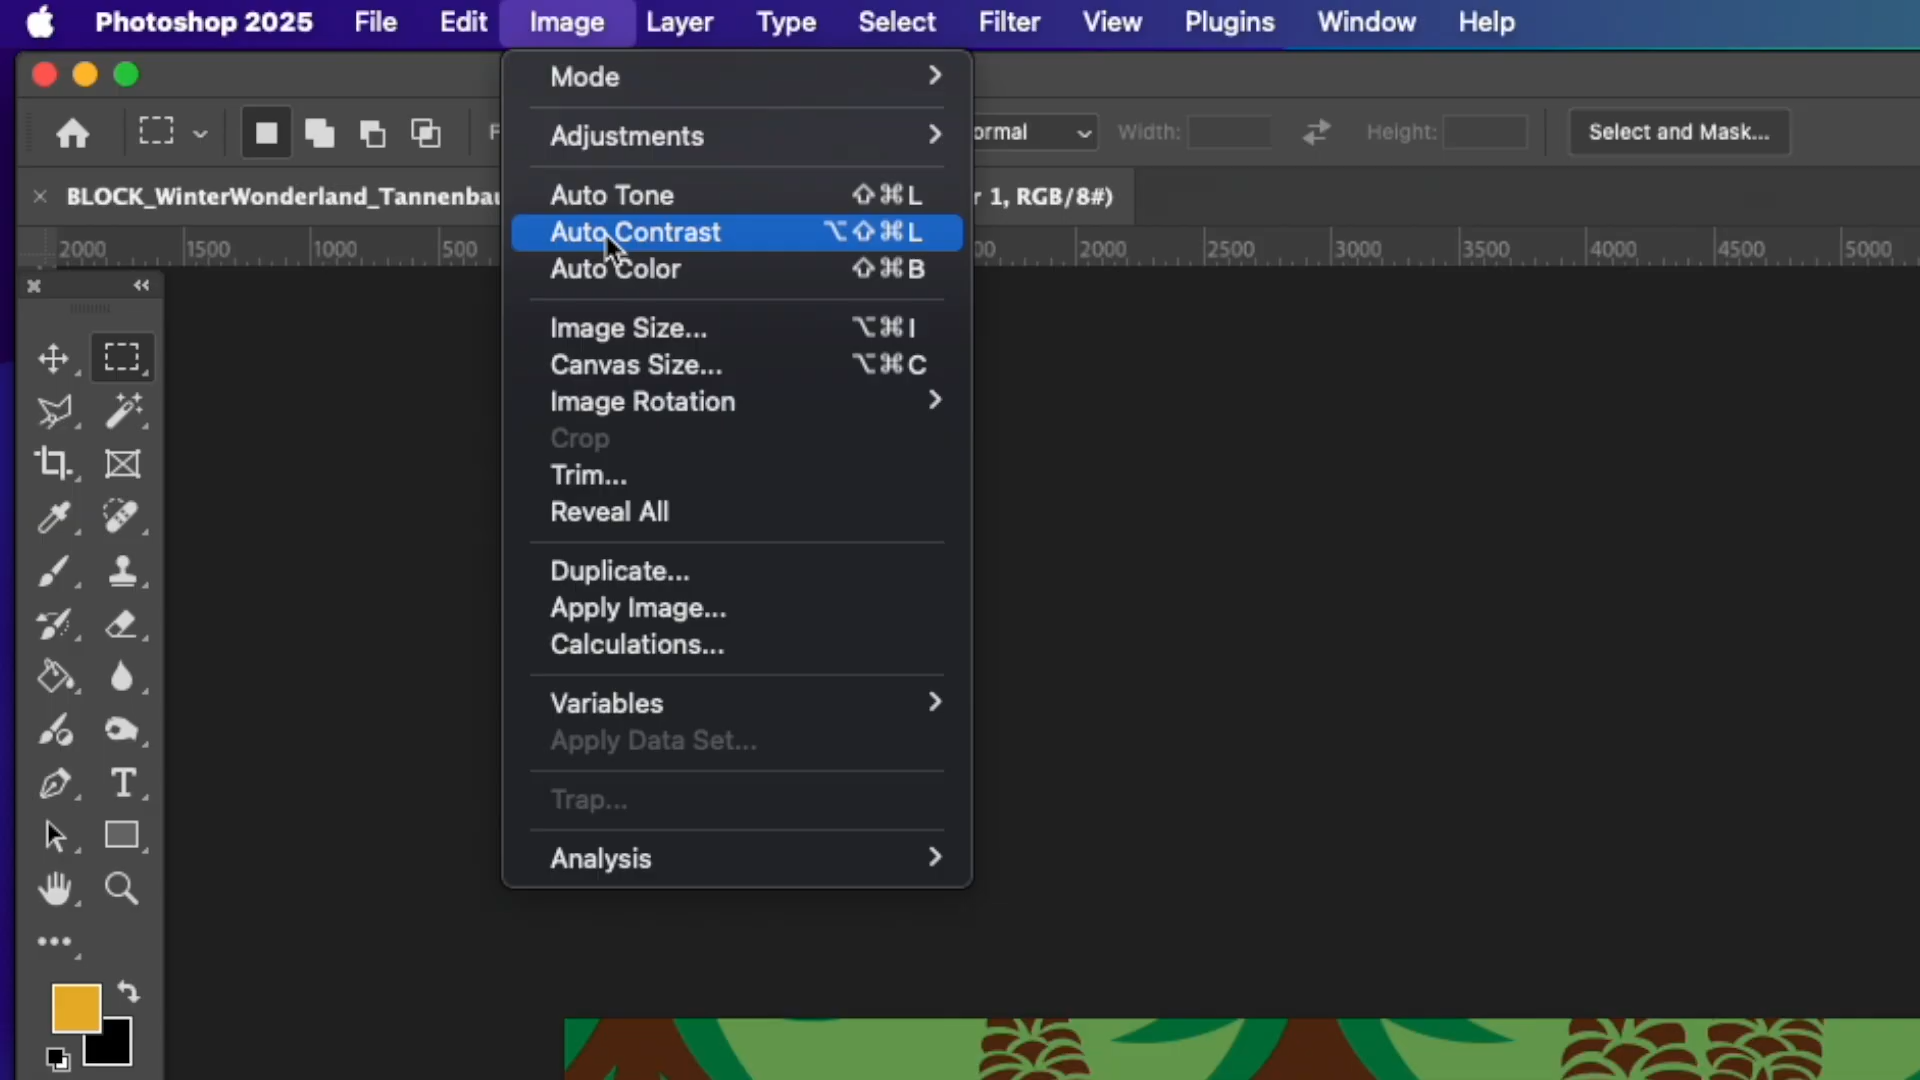 Photoshop 2025 File Edit Image Layer Type Select Filter View Plugins Window Help
Width: Height: Select and Mask...
BLOCK_WinterWonderland_Tannenbau 1, RGB/8#)
2000 1500 1000 500 2000 2500 3000 3500 4000 4500 5000
Mode
Adjustments
Auto Tone ⇧⌘L
Auto Contrast ⌥⇧⌘L
Auto Color ⇧⌘B
Image Size... ⌥⌘I
Canvas Size... ⌥⌘C
Image Rotation
Crop
Trim...
Reveal All
Duplicate...
Apply Image...
Calculations...
Variables
Apply Data Set...
Trap...
Analysis